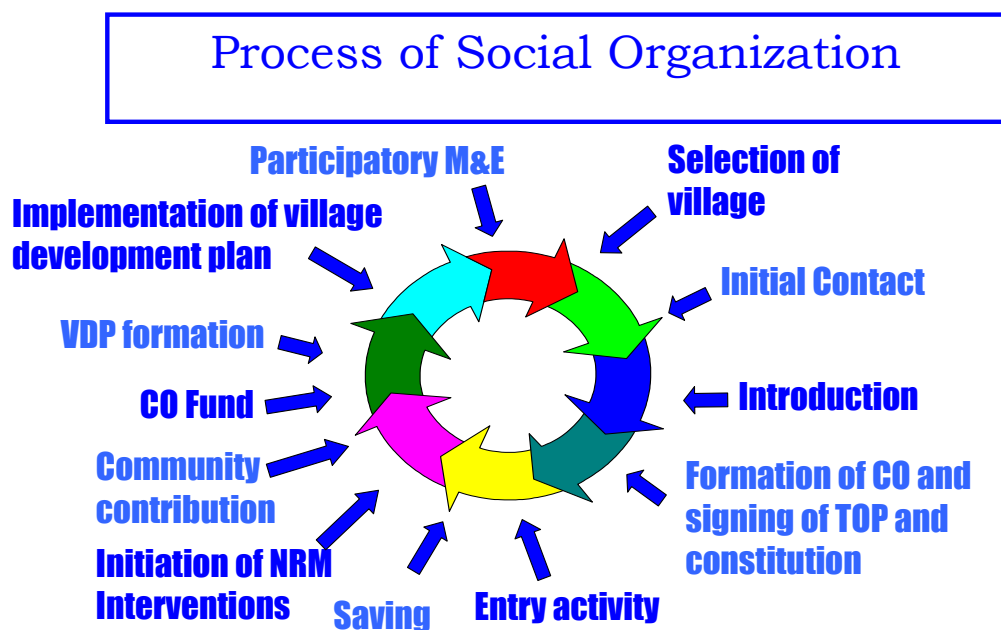 Process of Social Organization
Participatory M&E
Selection of
village
Implementation of village
development plan
Initial Contact
VDP formation
CO Fund
Introduction
Community
contribution
Formation of CO and
signing of TOP and
constitution
Initiation of NRM
Interventions
Saving
Entry activity